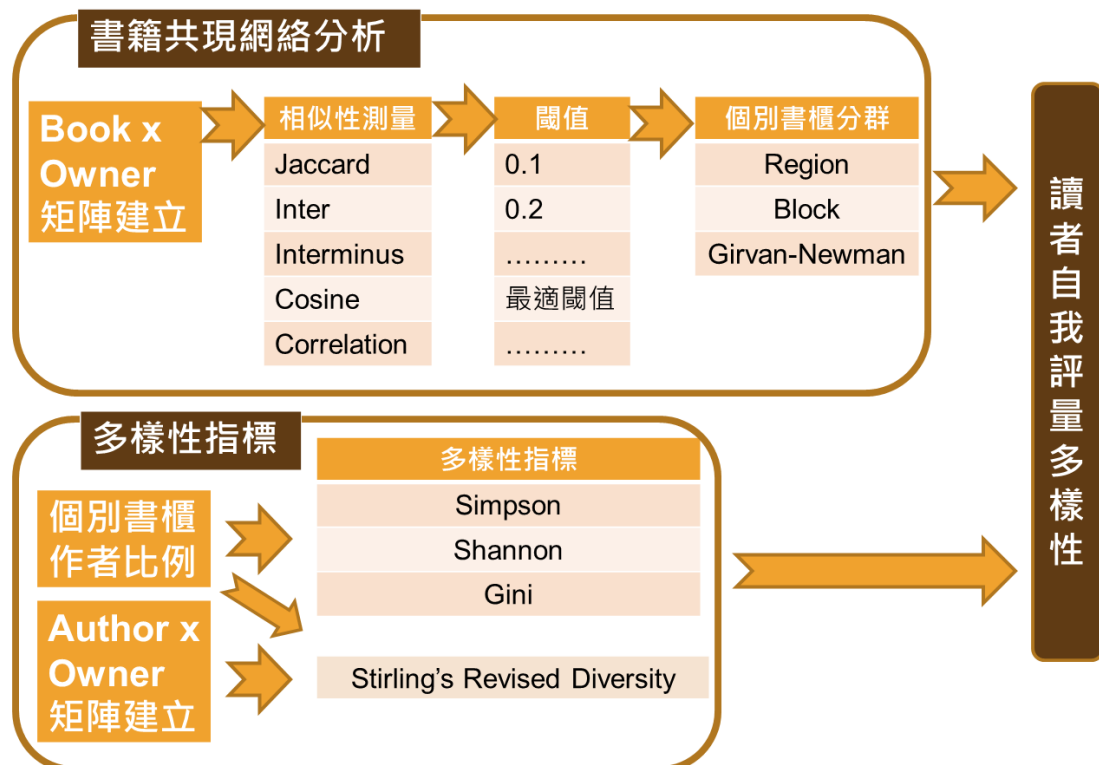 書籍共現網絡分析
Book x
Owner
矩陣建立
相似性測量
Jaccard
Inter
Interminus
Cosine
Correlation
閾值
0.1
0.2
………
最適閾值
………
個別書櫃分群
Region
Block
Girvan-Newman
多樣性指標
個別書櫃
作者比例
Author x
Owner
矩陣建立
多樣性指標
Simpson
Shannon
Gini
Stirling’s Revised Diversity
讀者自我評量多樣性